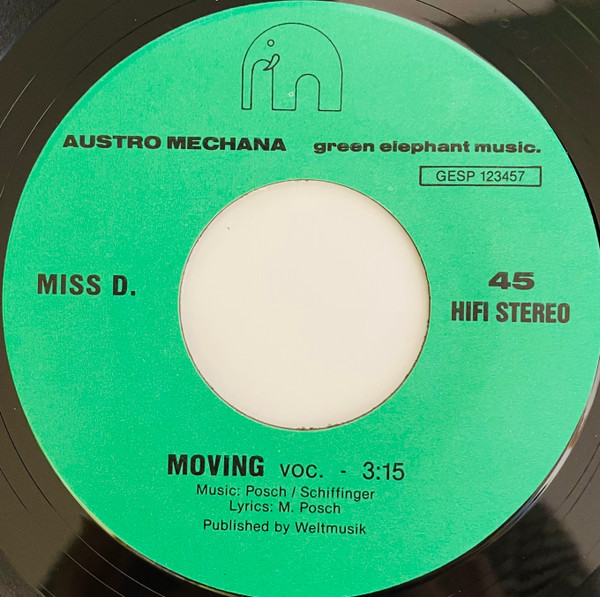 AUSTRO MECHANA green elephant music.
GESP 123457
MISS D.
45
HIFI STEREO
MOVING VOC. - 3:15
Music: Posch / Schiffinger
Lyrics: M. Posch
Published by Weltmusik